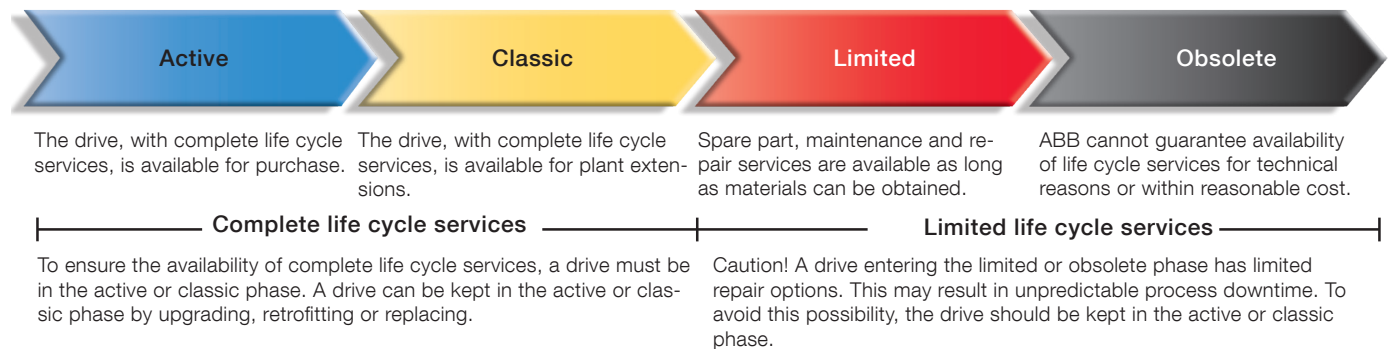 Active
Classic
Limited
Obsolete
The drive, with complete life cycle
services, is available for purchase.
The drive, with complete life cycle
services, is available for plant exten-
sions.
Spare part, maintenance and re-
pair services are available as long
as materials can be obtained.
ABB cannot guarantee availability
of life cycle services for technical
reasons or within reasonable cost.
Complete life cycle services
Limited life cycle services
To ensure the availability of complete life cycle services, a drive must be
in the active or classic phase. A drive can be kept in the active or clas-
sic phase by upgrading, retrofitting or replacing.
Caution! A drive entering the limited or obsolete phase has limited
repair options. This may result in unpredictable process downtime. To
avoid this possibility, the drive should be kept in the active or classic
phase.